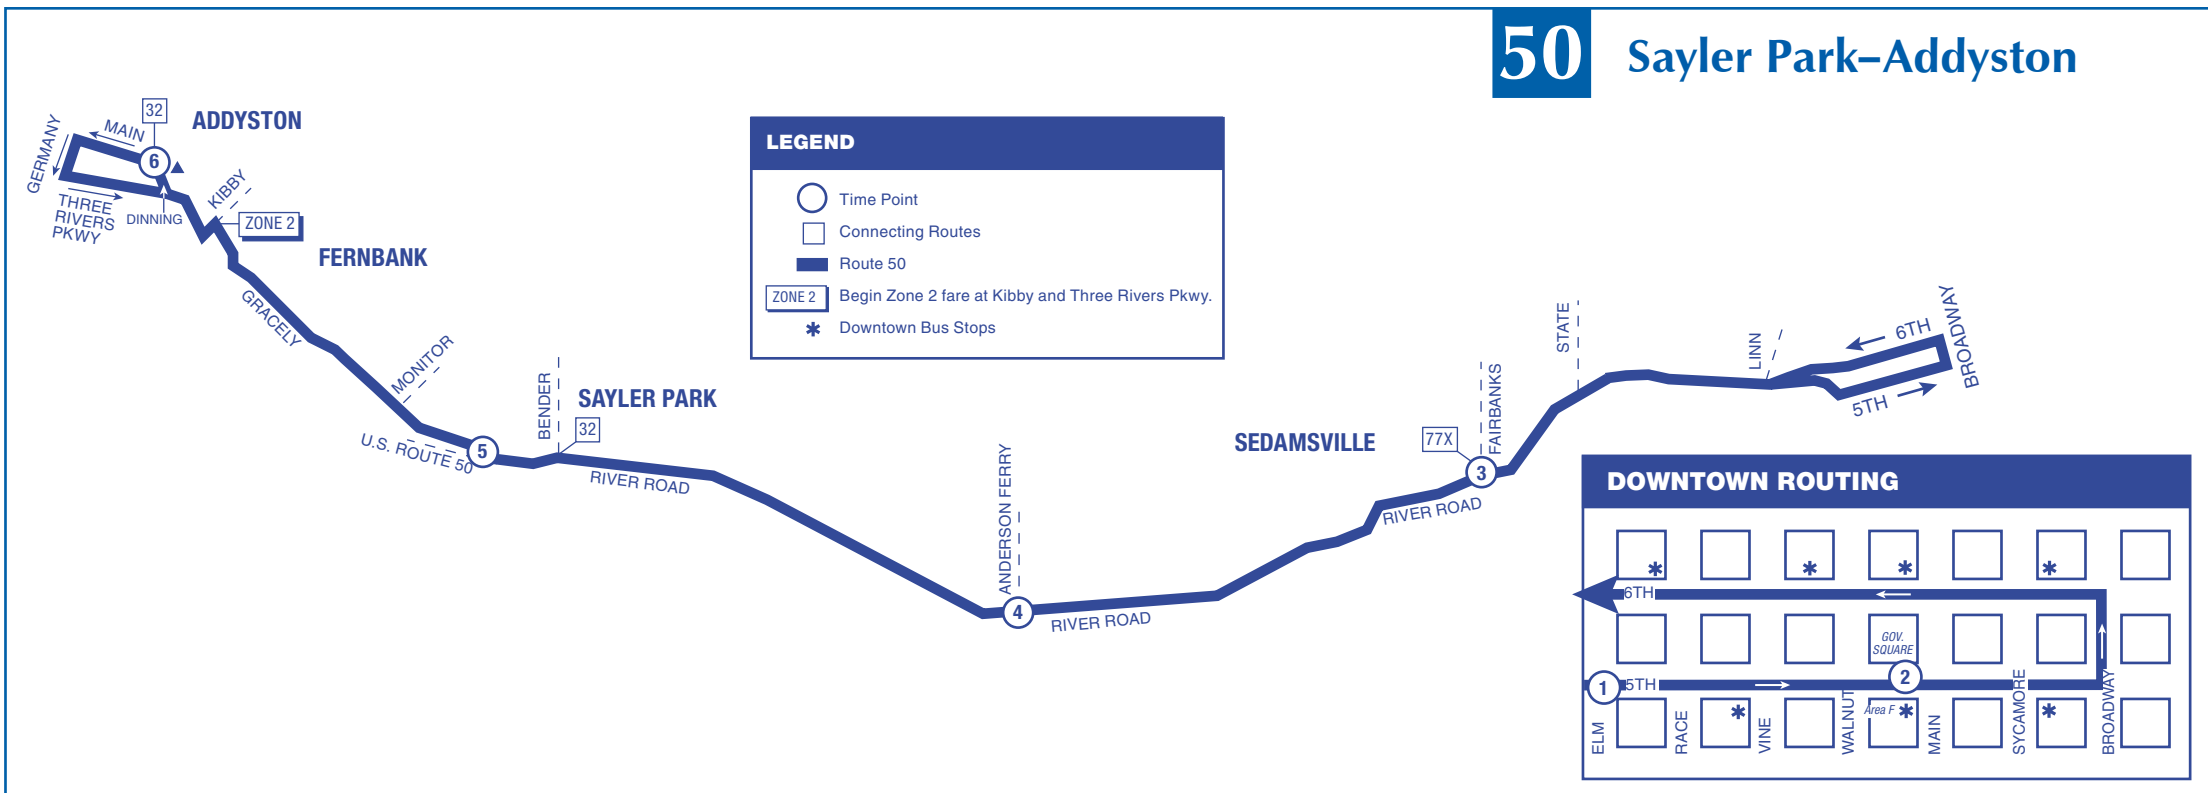 50 Sayler Park–Addyston
32
ADDYSTON
MAIN
GERMANY
6
KIBBY
THREE
RIVERS
PKWY
DINNING
ZONE 2
FERNBANK
GRACELY
MONITOR
U.S. ROUTE 50
5
BENDER
SAYLER PARK
32
RIVER ROAD
LEGEND
Time Point
Connecting Routes
Route 50
ZONE 2 Begin Zone 2 fare at Kibby and Three Rivers Pkwy.
* Downtown Bus Stops
ANDERSON FERRY
4
RIVER ROAD
SEDAMSVILLE
77X
FAIRBANKS
3
RIVER ROAD
STATE
LINN
6TH
BROADWAY
5TH
DOWNTOWN ROUTING
* * * *
6TH
GOV.
SQUARE
1
5TH
2
* Area F * *
ELM
RACE
VINE
WALNUT
MAIN
SYCAMORE
BROADWAY